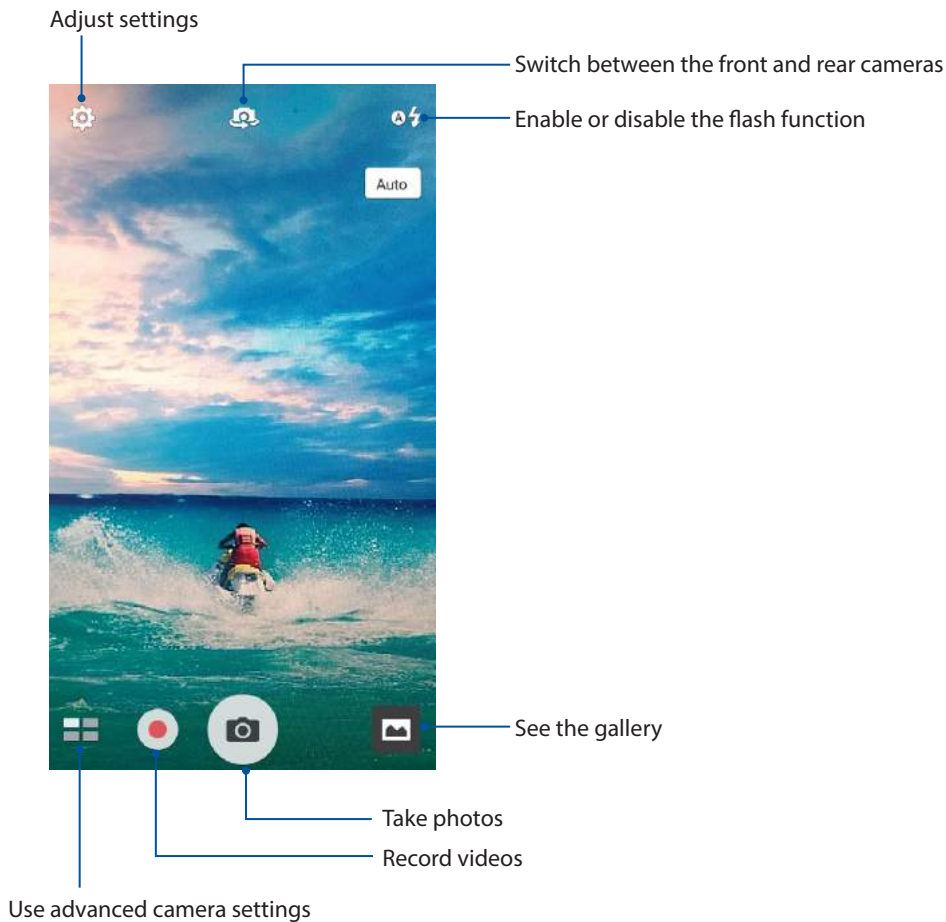 Adjust settings
Switch between the front and rear cameras
Enable or disable the flash function
A
Auto
See the gallery
Take photos
Record videos
Use advanced camera settings